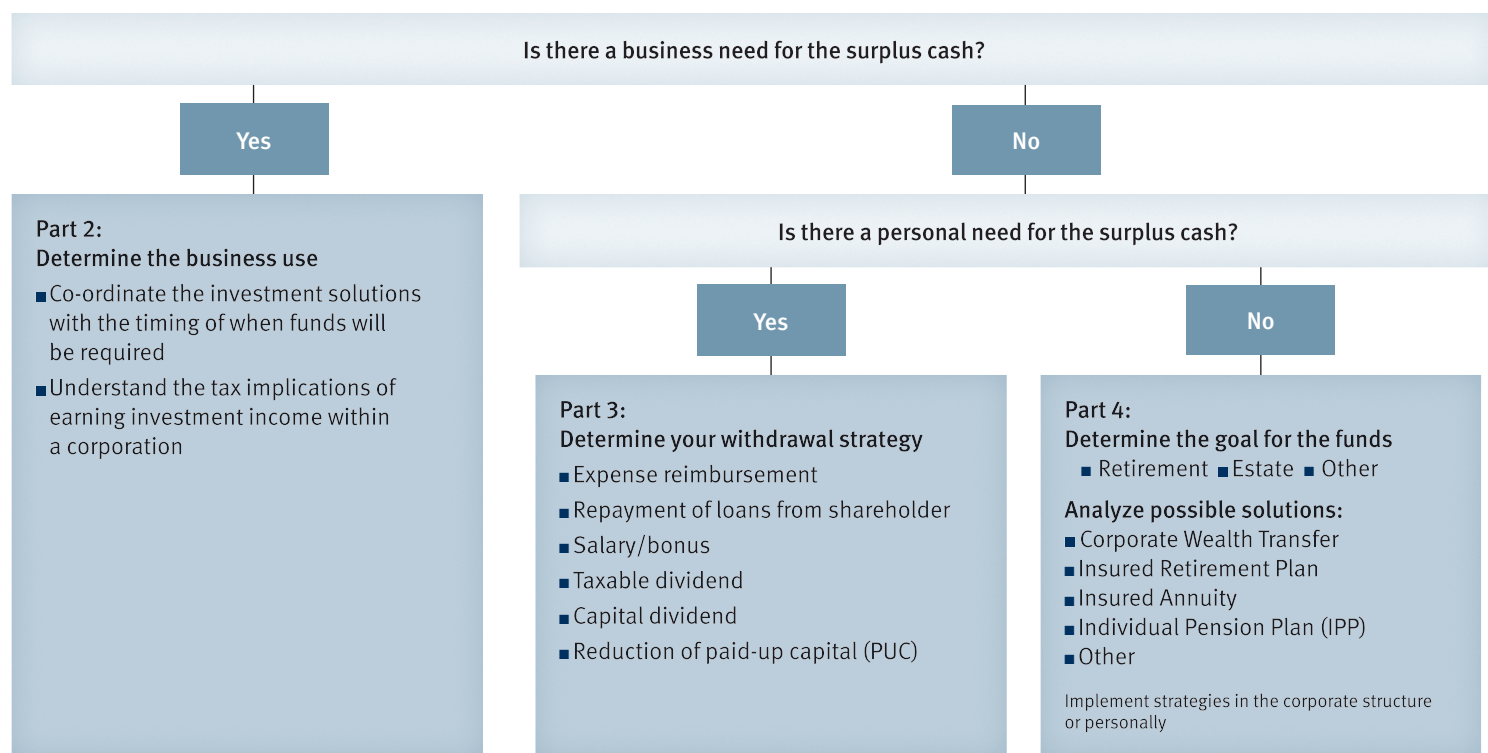 Is there a business need for the surplus cash?
Yes
No
Part 2:
Determine the business use
■ Co-ordinate the investment solutions
with the timing of when funds will
be required
■ Understand the tax implications of
earning investment income within
a corporation
Is there a personal need for the surplus cash?
Yes
No
Part 3:
Determine your withdrawal strategy
■ Expense reimbursement
■ Repayment of loans from shareholder
■ Salary/bonus
■ Taxable dividend
■ Capital dividend
■ Reduction of paid-up capital (PUC)
Part 4:
Determine the goal for the funds
■ Retirement ■ Estate ■ Other
Analyze possible solutions:
■ Corporate Wealth Transfer
■ Insured Retirement Plan
■ Insured Annuity
■ Individual Pension Plan (IPP)
■ Other
Implement strategies in the corporate structure
or personally